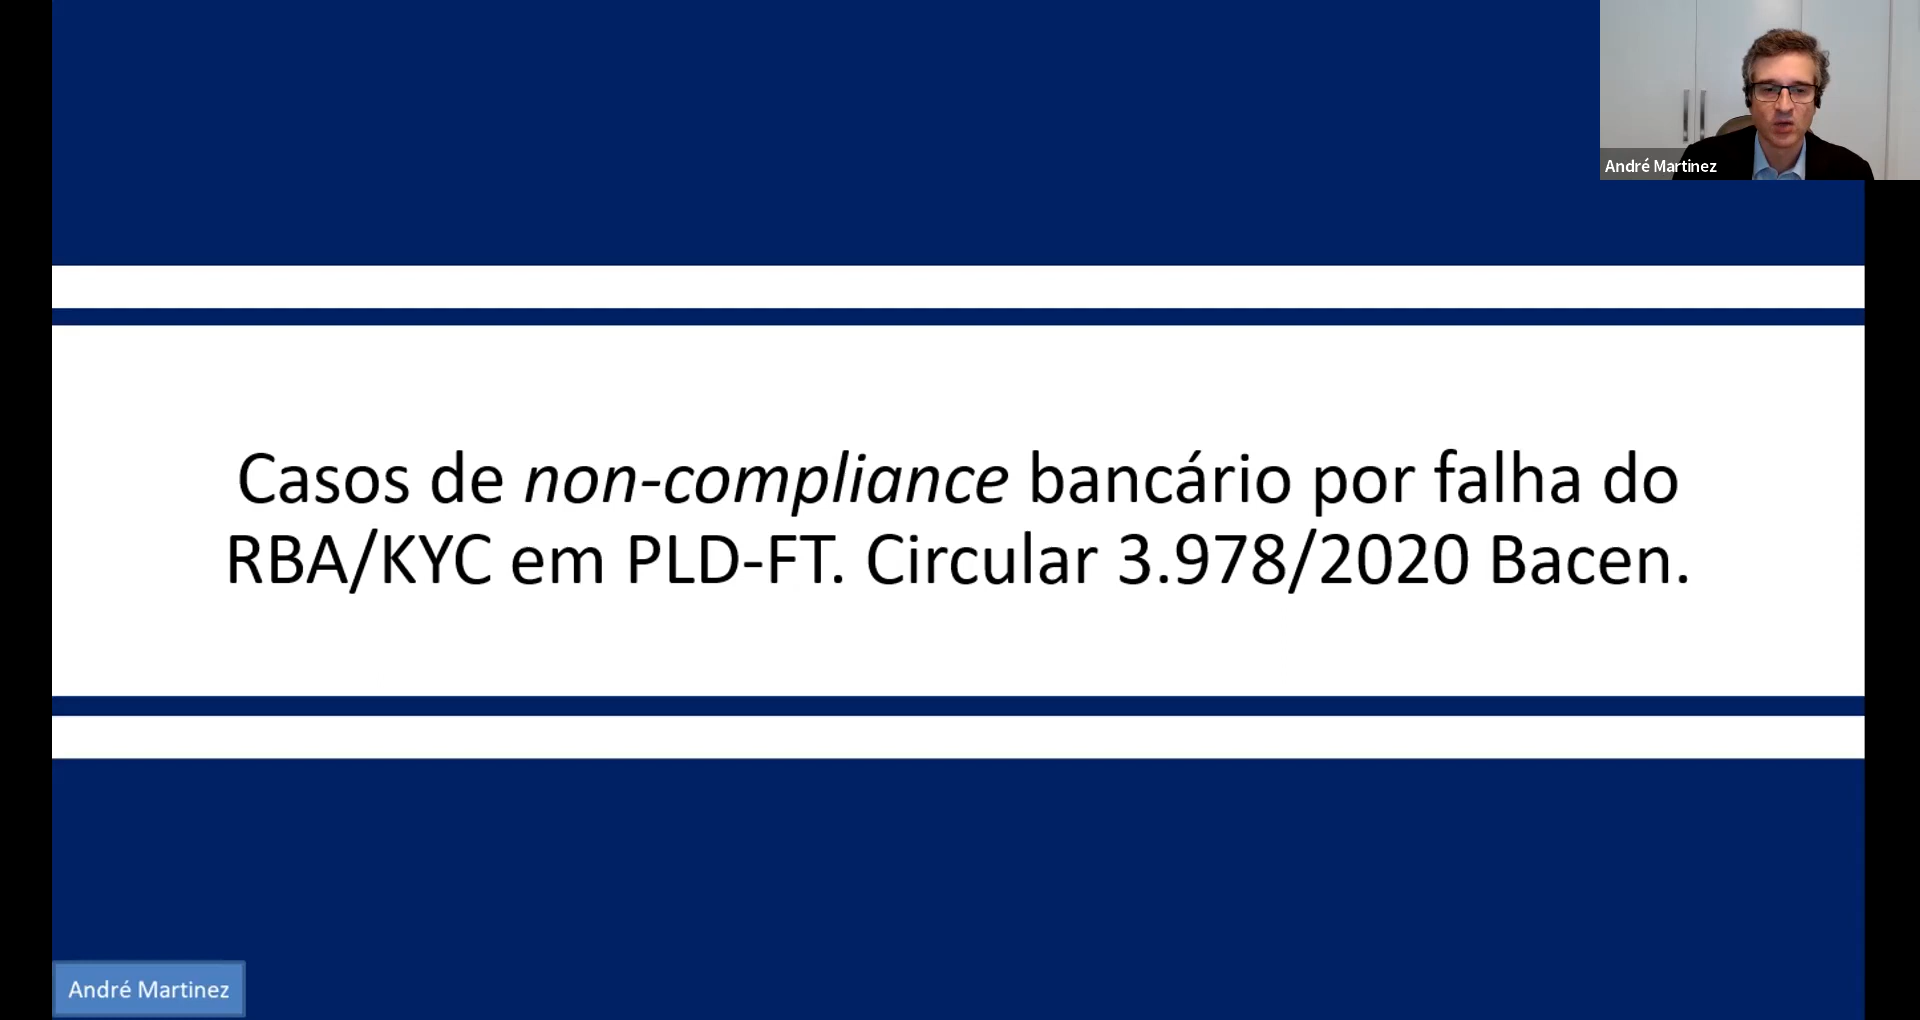 André Martinez
Casos de non-compliance bancário por falha do
RBA/KYC em PLD-FT. Circular 3.978/2020 Bacen.
André Martinez